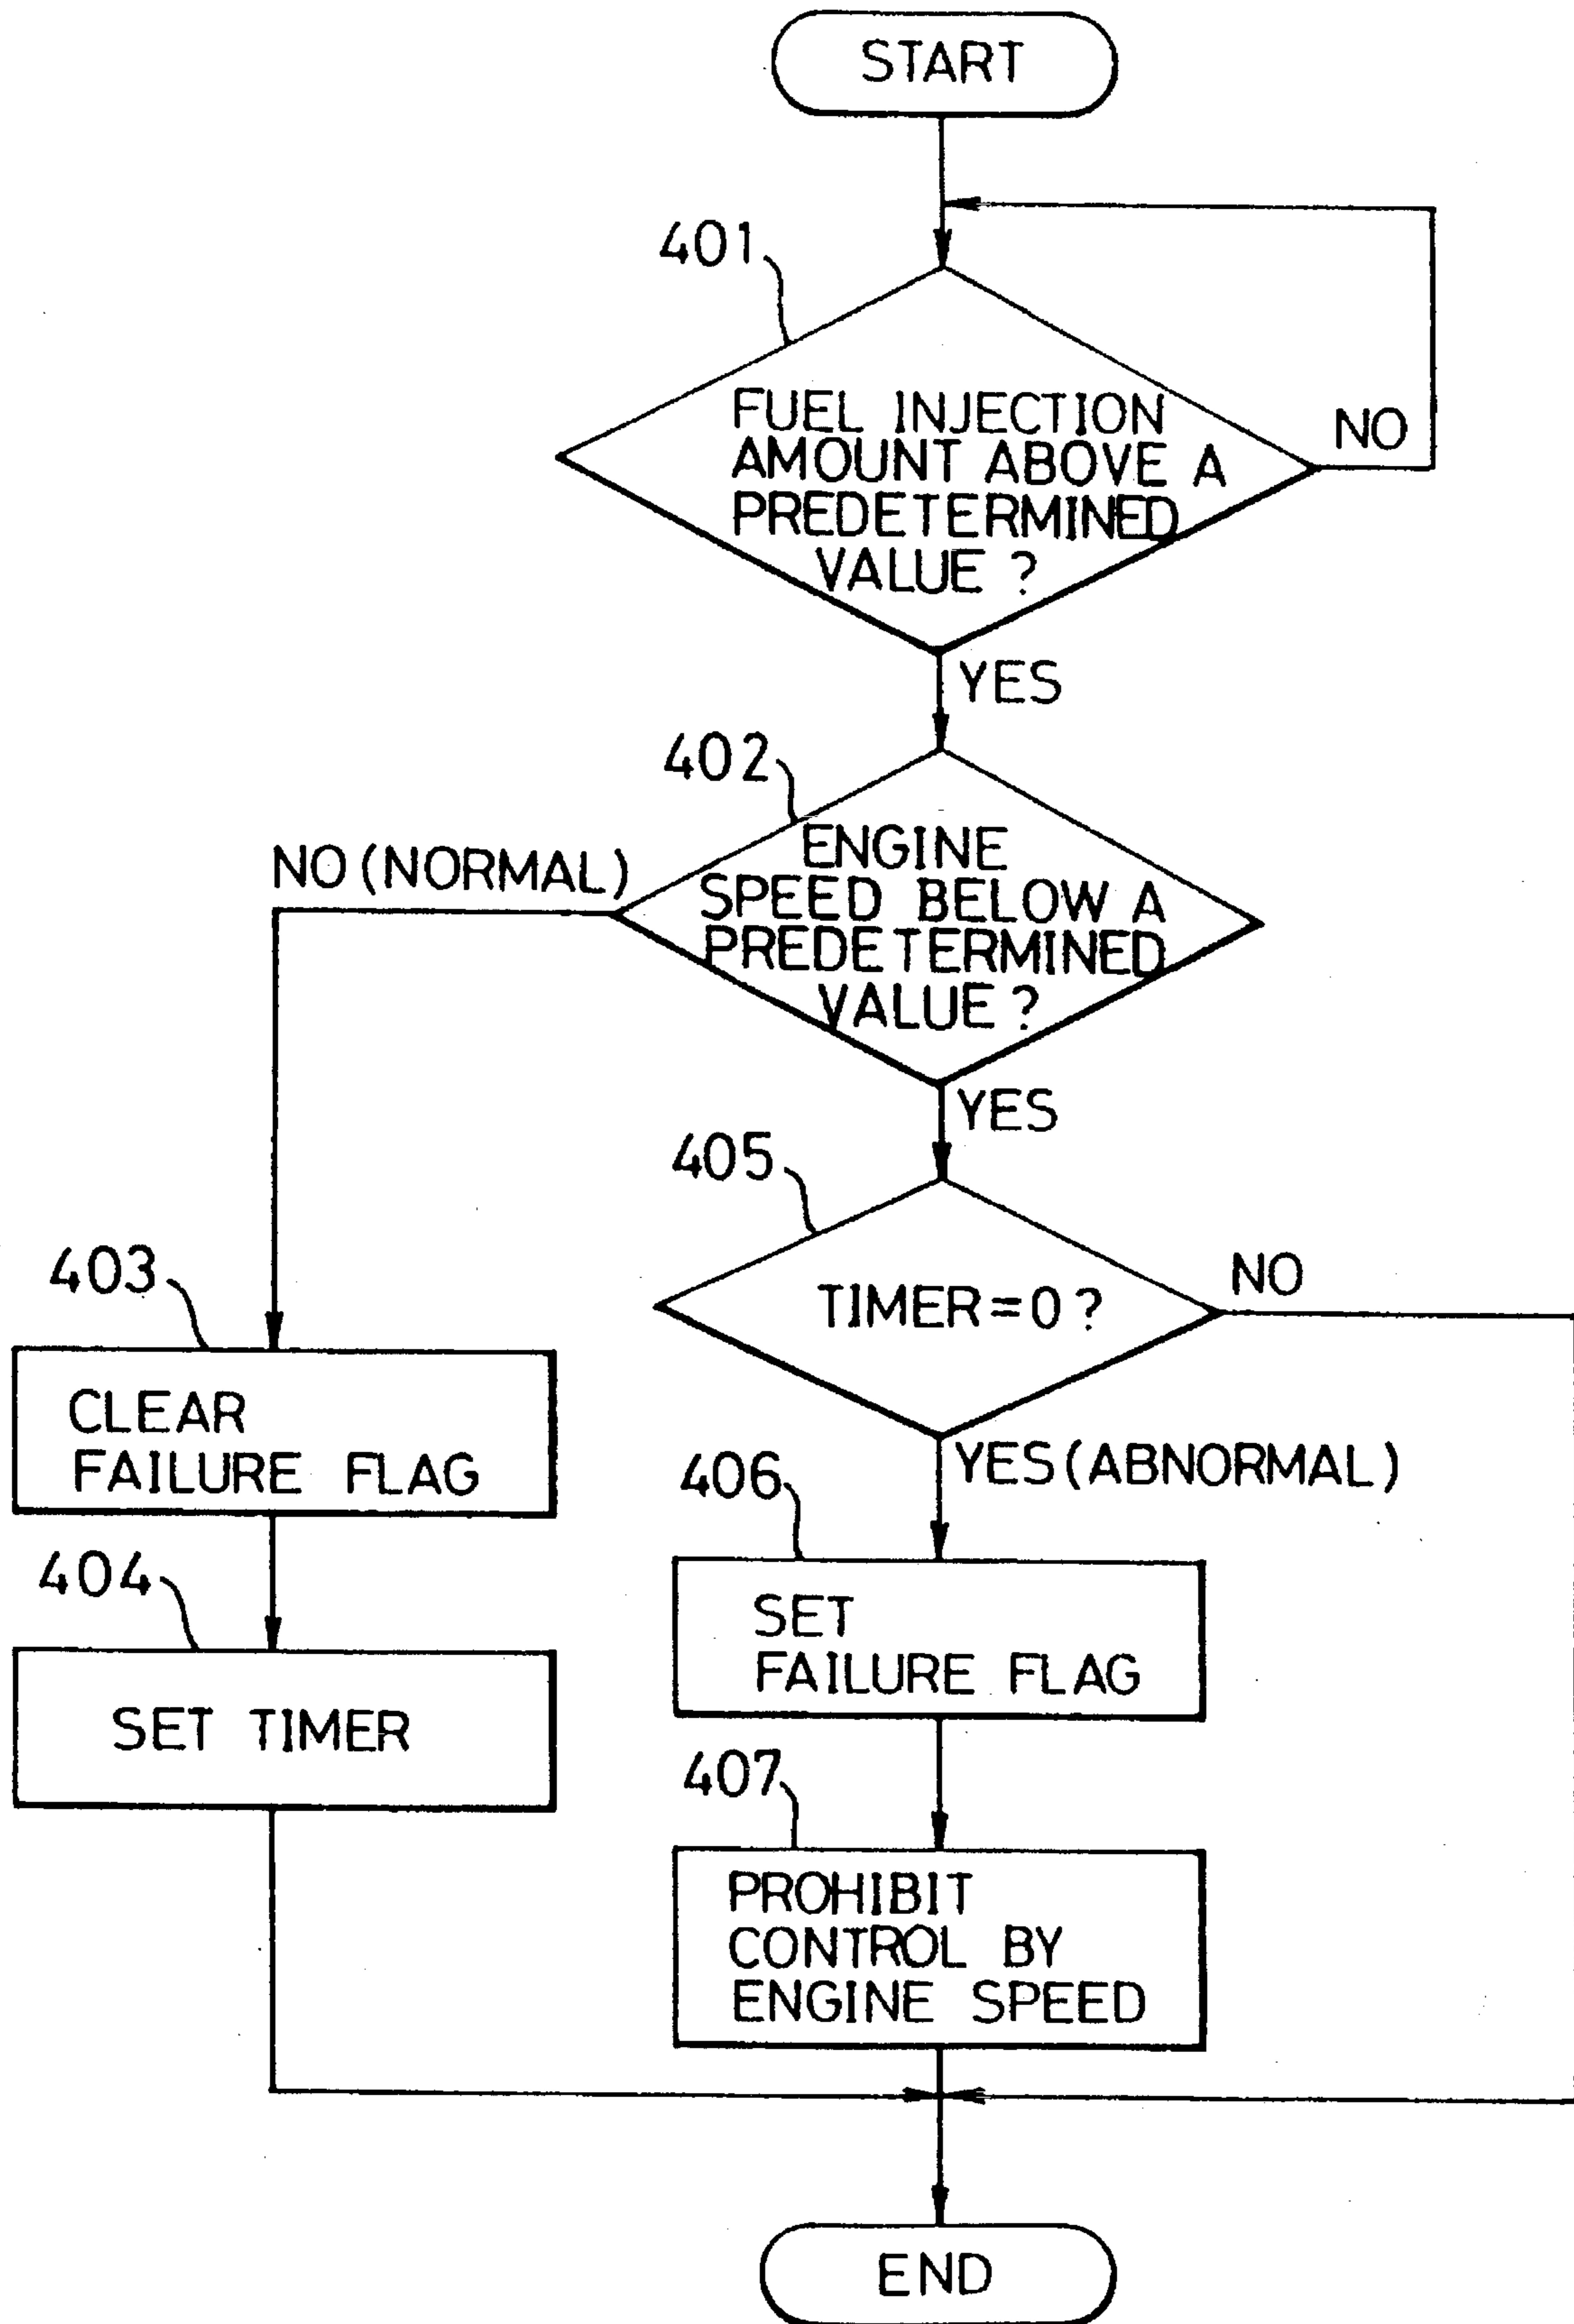 START
401
FUEL INJECTION
AMOUNT ABOVE A
PREDETERMINED
VALUE ?
NO
YES
402
ENGINE
SPEED BELOW A
PREDETERMINED
VALUE ?
NO (NORMAL)
YES
405
TIMER = 0 ?
NO
YES (ABNORMAL)
403
CLEAR
FAILURE FLAG
404
SET TIMER
406
SET
FAILURE FLAG
407
PROHIBIT
CONTROL BY
ENGINE SPEED
END